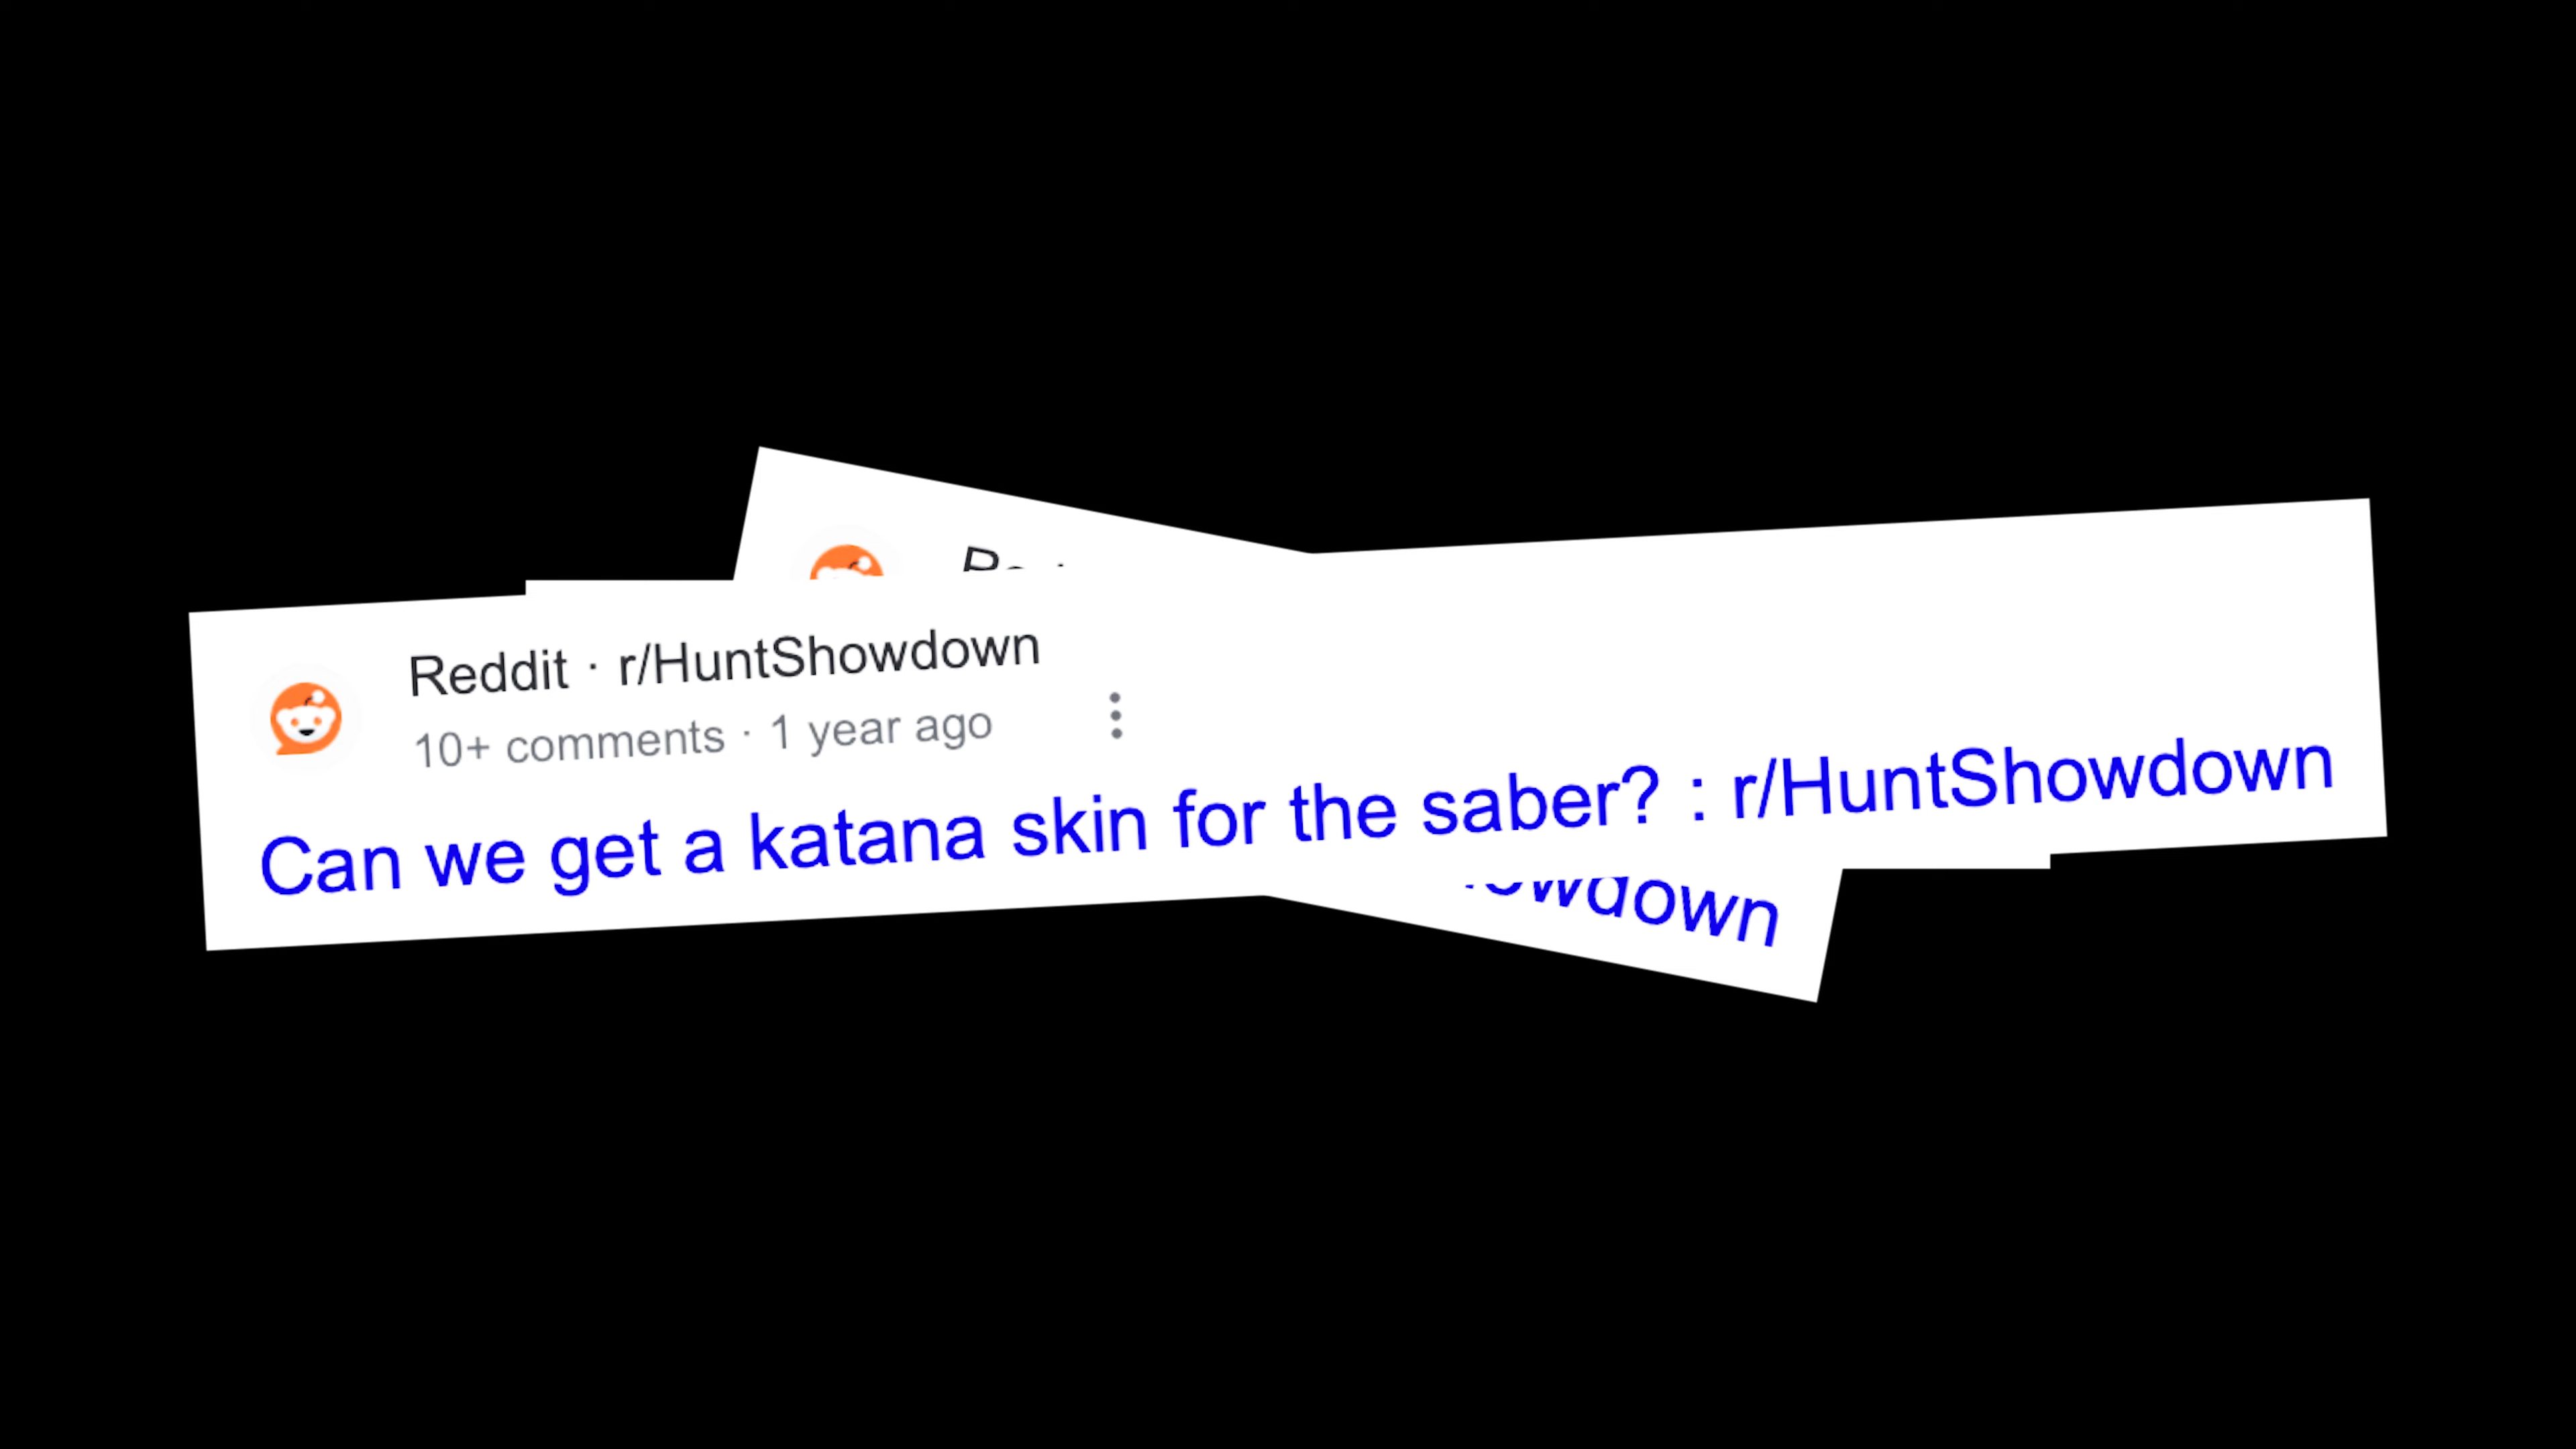 Reddit · r/HuntShowdown
10+ comments · 1 year ago
Can we get a katana skin for the saber? : r/HuntShowdown